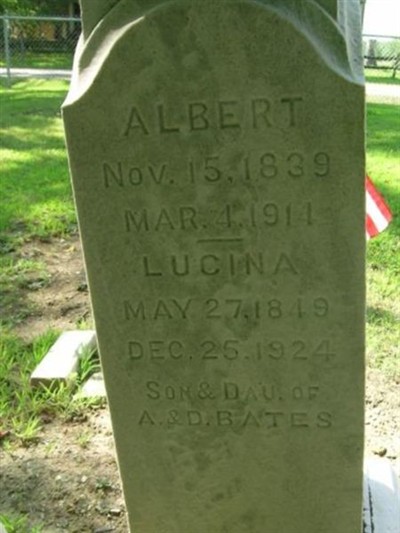 ALBERT
Nov. 15, 1839
MAR. 4, 1911
LUCINA
MAY 27, 1849
DEC. 25, 1924
SON & DAU. OF
A. & D. BATES